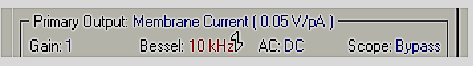 Primary Output: Membrane Current ( 0.05 V/pA )
Gain: 1 Bessel: 10 kHz AC: DC Scope: Bypass